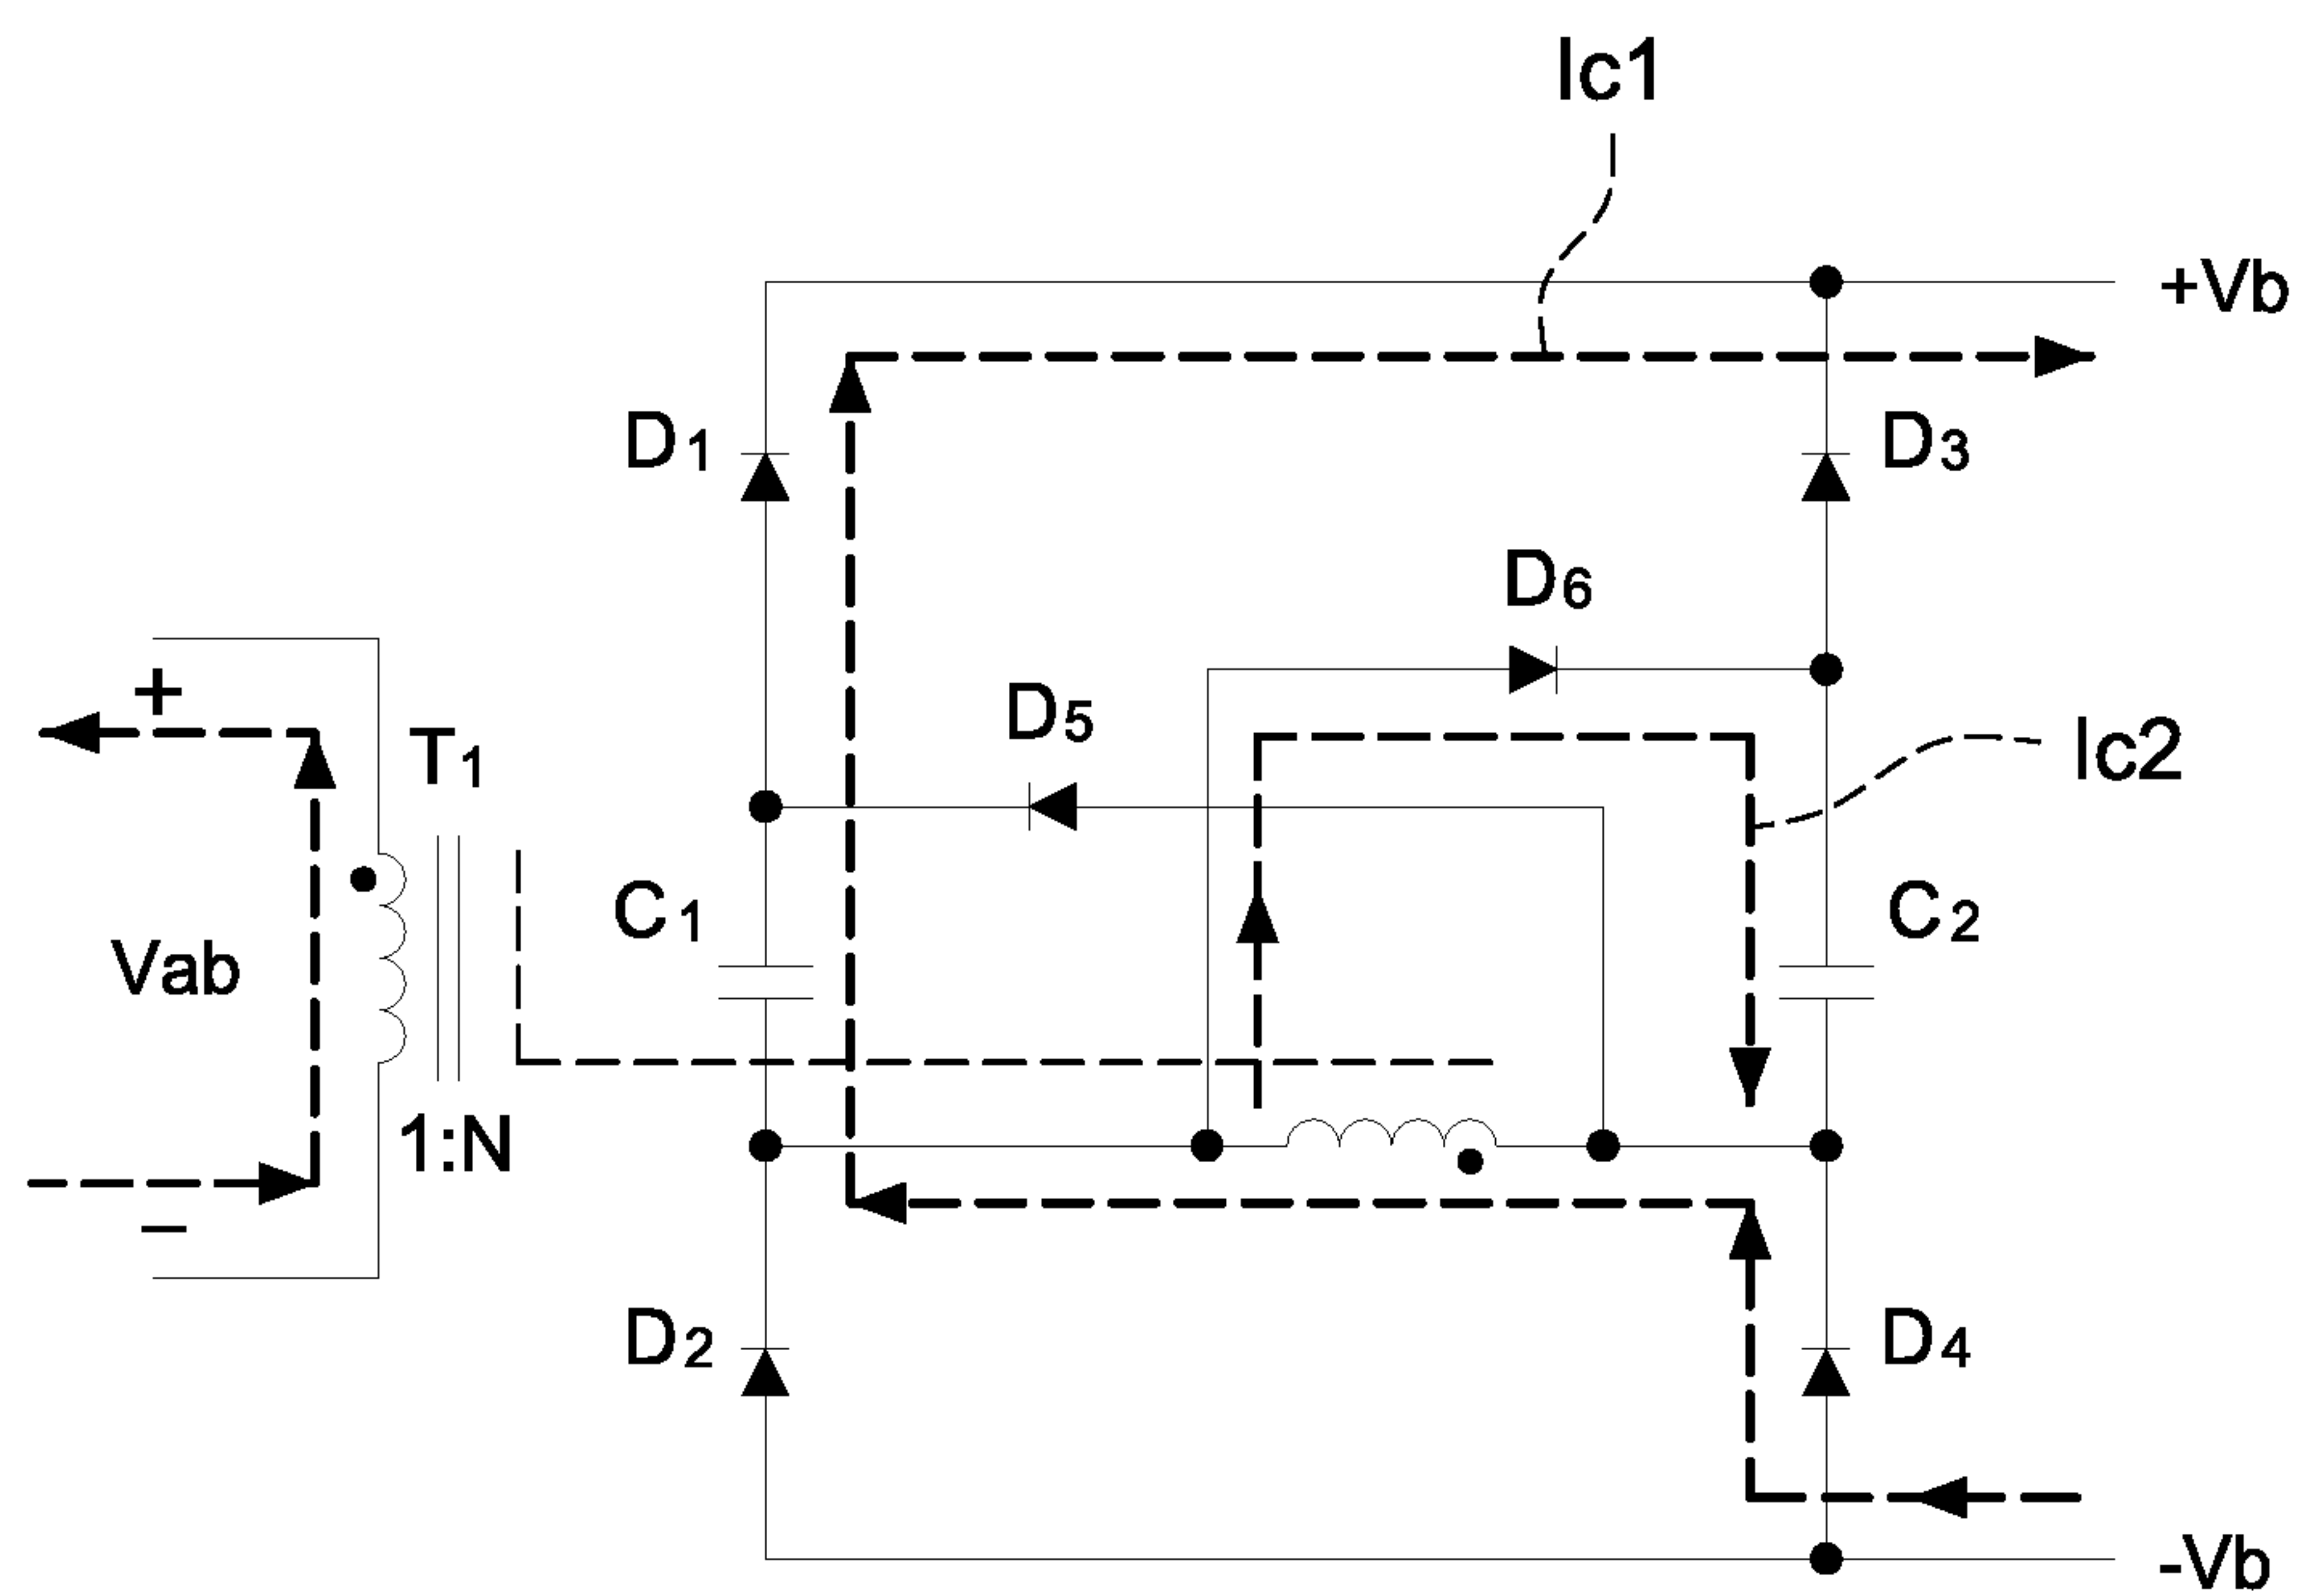 Ic1
+Vb
D1
D3
D6
D5
+
T1
Ic2
C1
C2
Vab
1:N
−
D2
D4
-Vb